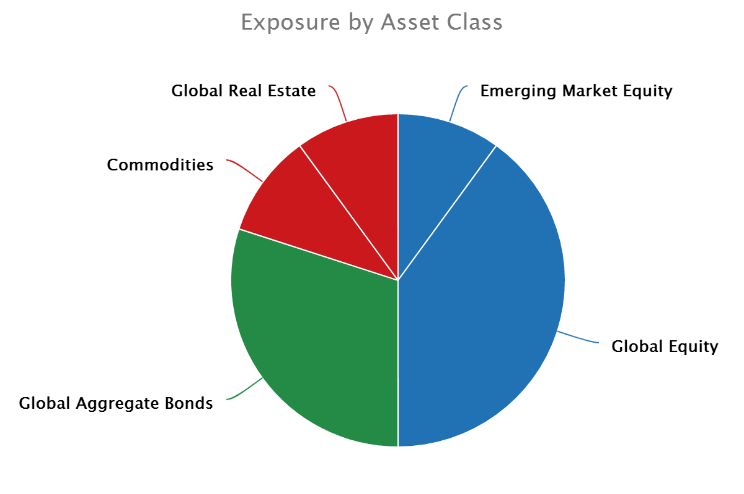 Exposure by Asset Class
Global Real Estate
Emerging Market Equity
Commodities
Global Equity
Global Aggregate Bonds